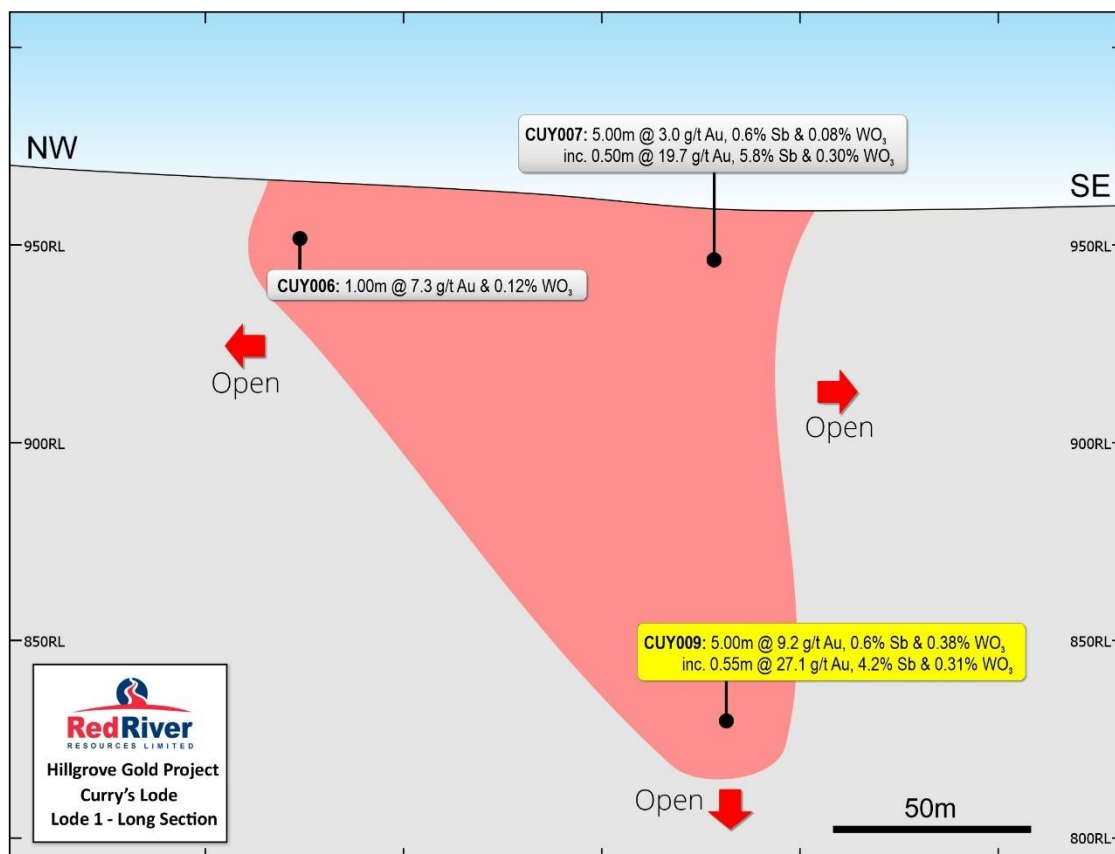 NW
CUY007: 5.00m @ 3.0 g/t Au, 0.6% Sb & 0.08% WO₃
inc. 0.50m @ 19.7 g/t Au, 5.8% Sb & 0.30% WO₃
SE
950RL
950RL
CUY006: 1.00m @ 7.3 g/t Au & 0.12% WO₃
Open
Open
900RL
900RL
850RL
850RL
CUY009: 5.00m @ 9.2 g/t Au, 0.6% Sb & 0.38% WO₃
inc. 0.55m @ 27.1 g/t Au, 4.2% Sb & 0.31% WO₃
RedRiver
RESOURCES LIMITED
Hillgrove Gold Project
Curry's Lode
Lode 1 - Long Section
Open
50m
800RL
800RL